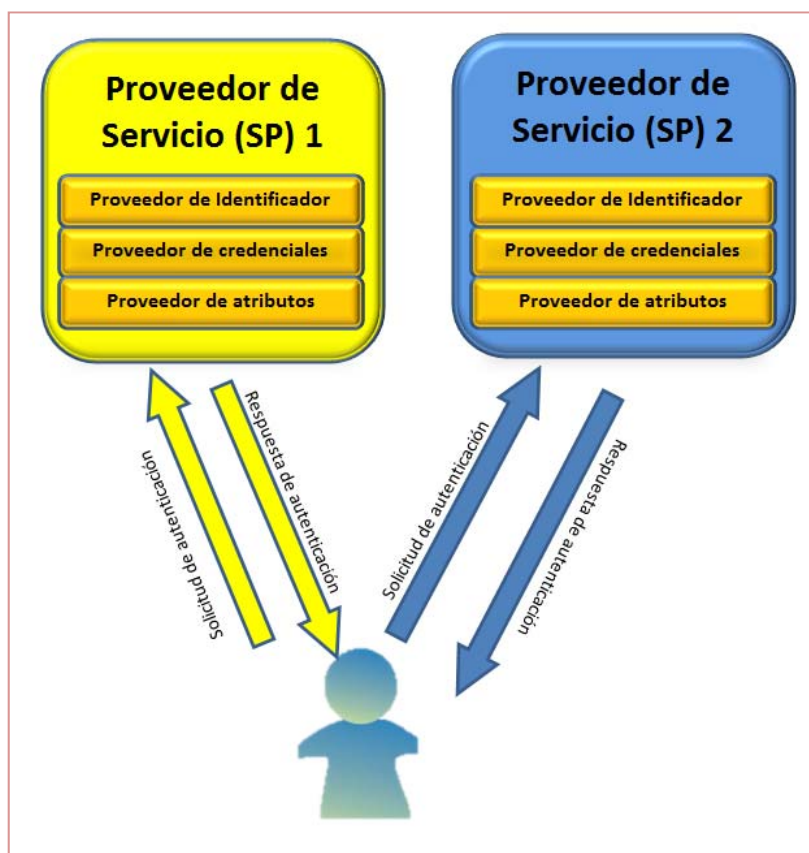 Proveedor de
Servicio (SP) 1
Proveedor de Identificador
Proveedor de credenciales
Proveedor de atributos
Proveedor de
Servicio (SP) 2
Proveedor de Identificador
Proveedor de credenciales
Proveedor de atributos
Solicitud de autenticación
Respuesta de autenticación
Solicitud de autenticación
Respuesta de autenticación